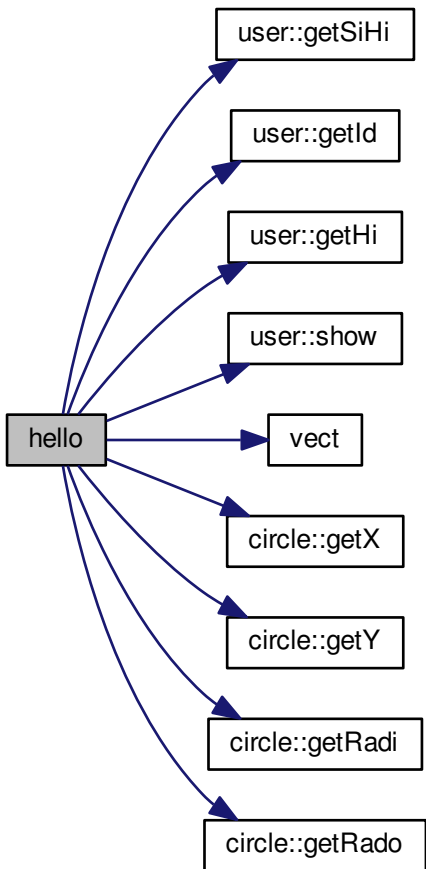 user::getSiHi
user::getId
user::getHi
user::show
hello
vect
circle::getX
circle::getY
circle::getRadi
circle::getRado